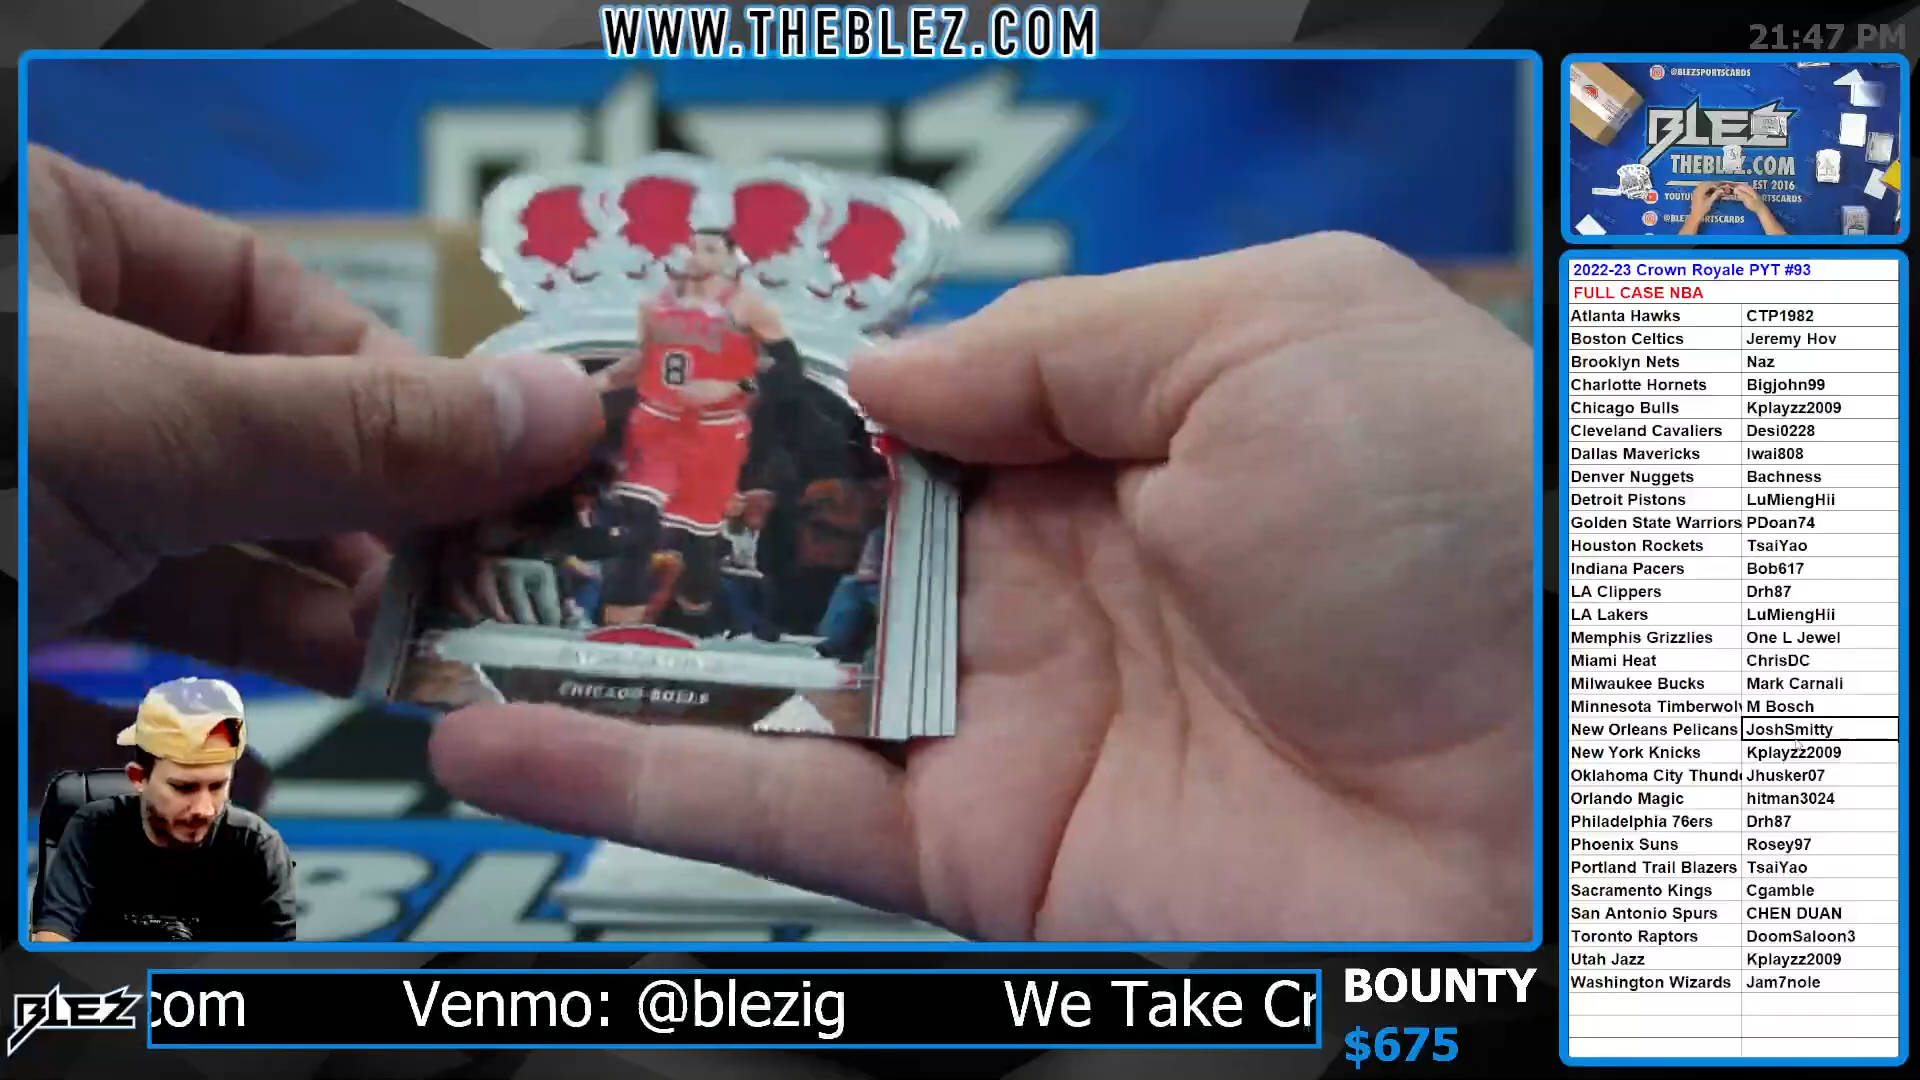 WWW.THEBLEZ.COM
21:47 PM
@BLEZSPORTSCARDS
BLEZ
THEBLEZ.COM
EST 2016
8
CHICAGO BULLS
2022-23 Crown Royale PYT #93
FULL CASE NBA
Atlanta Hawks CTP1982
Boston Celtics Jeremy Hov
Brooklyn Nets Naz
Charlotte Hornets Bigjohn99
Chicago Bulls Kplayzz2009
Cleveland Cavaliers Desi0228
Dallas Mavericks Iwai808
Denver Nuggets Bachness
Detroit Pistons LuMiengHii
Golden State Warriors PDoan74
Houston Rockets TsaiYao
Indiana Pacers Bob617
LA Clippers Drh87
LA Lakers LuMiengHii
Memphis Grizzlies One L Jewel
Miami Heat ChrisDC
Milwaukee Bucks Mark Carnali
Minnesota Timberwolv M Bosch
New Orleans Pelicans JoshSmitty
New York Knicks Kplayzz2009
Oklahoma City Thund Jhusker07
Orlando Magic hitman3024
Philadelphia 76ers Drh87
Phoenix Suns Rosey97
Portland Trail Blazers TsaiYao
Sacramento Kings Cgamble
San Antonio Spurs CHEN DUAN
Toronto Raptors DoomSaloon3
Utah Jazz Kplayzz2009
Washington Wizards Jam7nole
BLEZ
com Venmo: @blezig We Take Cr
BOUNTY
$675